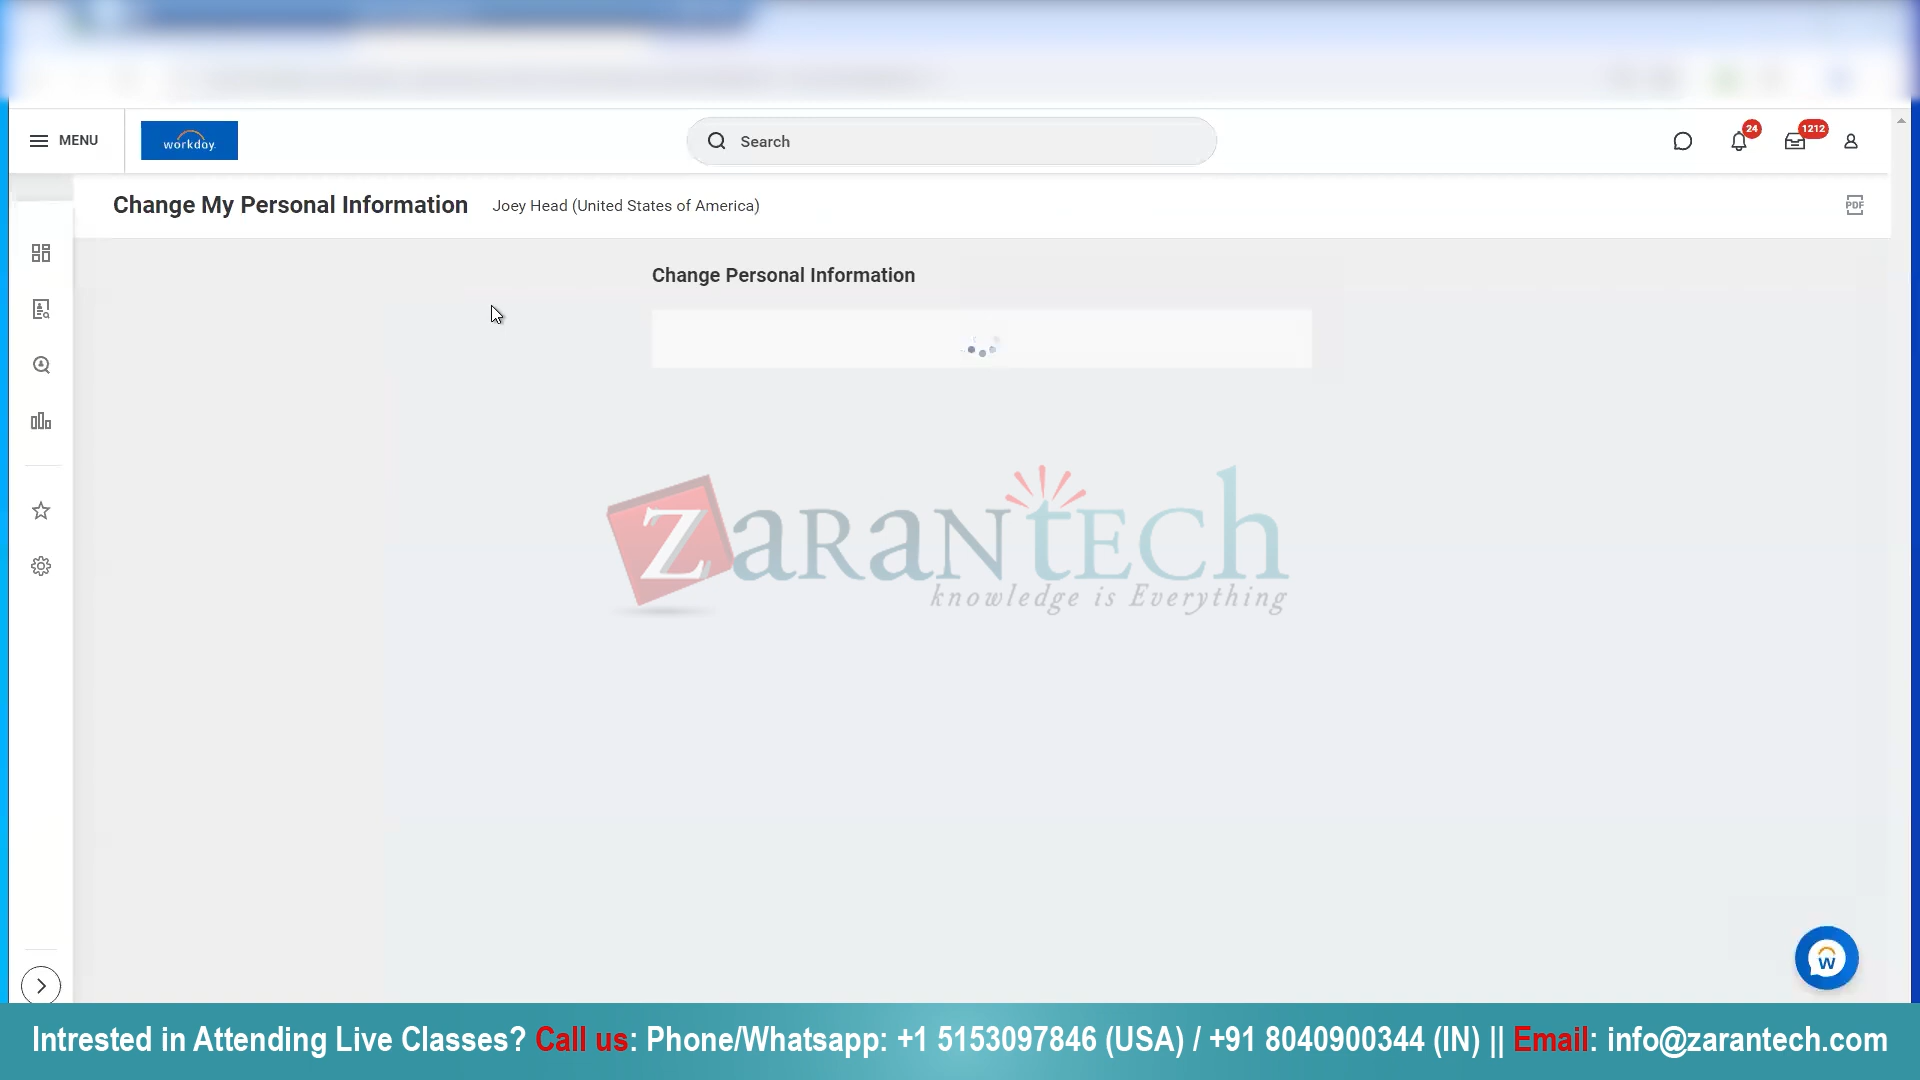 MENU
workday.
Search
24
1212
Change My Personal Information
Joey Head (United States of America)
PDF
Change Personal Information
ZARANTECH
knowledge is Everything
W
Intrested in Attending Live Classes? Call us: Phone/Whatsapp: +1 5153097846 (USA) / +91 8040900344 (IN) || Email: info@zarantech.com